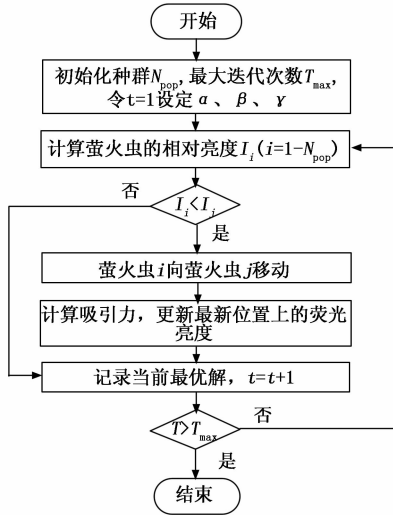 开始
初始化种群N_pop,最大迭代次数T_max,
令t=1设定α、β、γ
计算萤火虫的相对亮度I_i(i=1-N_pop)
否
I_i<I_j
是
萤火虫i向萤火虫j移动
计算吸引力，更新最新位置上的荧光
亮度
记录当前最优解，t=t+1
否
T>T_max
是
结束